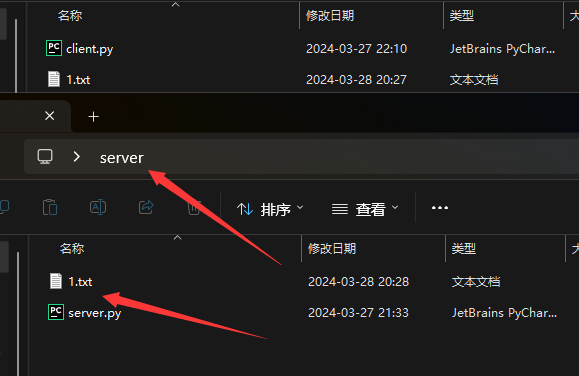 名称 修改日期 类型 大
client.py 2024-03-27 22:10 JetBrains PyChar...
1.txt 2024-03-28 20:27 文本文档
server
排序 查看
名称 修改日期 类型 大
1.txt 2024-03-28 20:28 文本文档
server.py 2024-03-27 21:33 JetBrains PyChar...